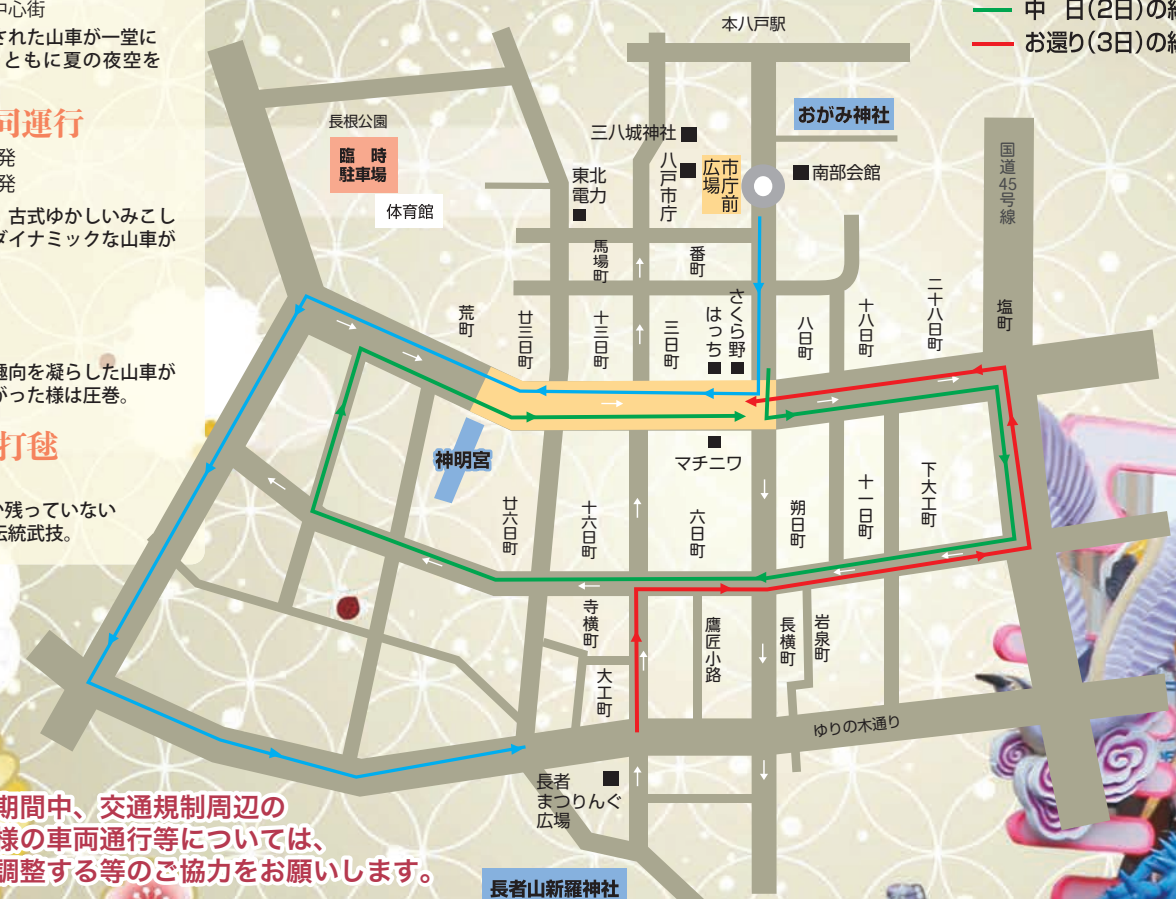 中心街
された山車が一堂に
ともに夏の夜空を
同運行
発
発
古式ゆかしいみこし
ダイナミックな山車が
趣向を凝らした山車が
がった様は圧巻。
打毬
か残っていない
伝統武技。
中　日(2日)の
お還り(3日)の
本八戸駅
おがみ神社
長根公園
臨　時
駐車場
体育館
三八城神社
八戸市庁
市庁前
広場
南部会館
東北
電力
国道45号線
馬場町
番町
荒町
廿三日町
十三日町
三日町
はっち
さくら野
八日町
十八日町
二十八日町
塩町
神明宮
マチニワ
廿六日町
十六日町
六日町
朔日町
十一日町
下大工町
寺横町
大工町
鷹匠小路
長横町
岩泉町
ゆりの木通り
長者
まつりんぐ
広場
長者山新羅神社
期間中、交通規制周辺の
様の車両通行等については、
調整する等のご協力をお願いします。